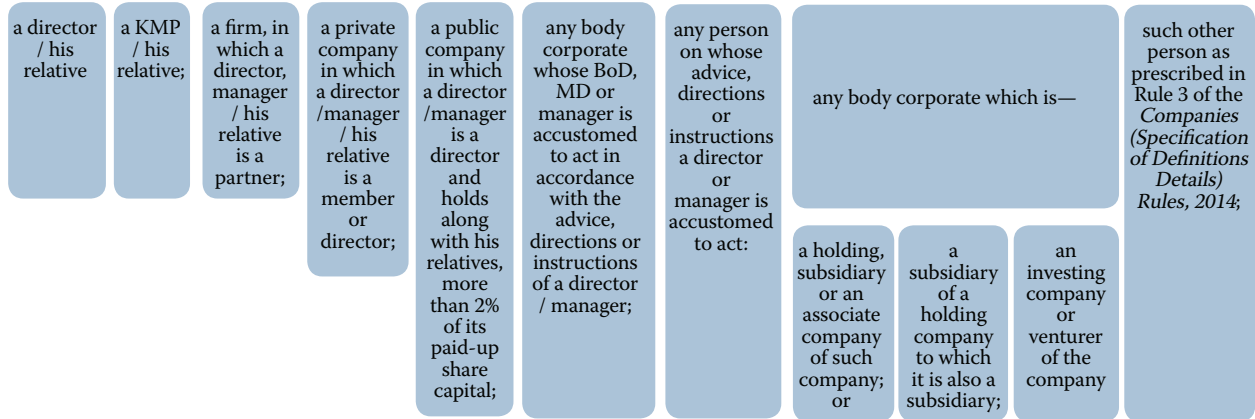 a director
/ his
relative
a KMP
/ his
relative;
a firm, in
which a
director,
manager
/ his
relative
is a
partner;
a private
company
in which
a director
/manager
/ his
relative
is a
member
or
director;
a public
company
in which
a director
/manager
is a
director
and
holds
along
with his
relatives,
more
than 2%
of its
paid-up
share
capital;
any body
corporate
whose BoD,
MD or
manager is
accustomed
to act in
accordance
with the
advice,
directions or
instructions
of a director
/ manager;
any person
on whose
advice,
directions
or
instructions
a director
or
manager is
accustomed
to act:
any body corporate which is—
a holding,
subsidiary
or an
associate
company
of such
company;
or
a
subsidiary
of a
holding
company
to which
it is also a
subsidiary;
an
investing
company
or
venturer
of the
company
such other
person as
prescribed in
Rule 3 of the
Companies
(Specification
of Definitions
Details)
Rules, 2014;